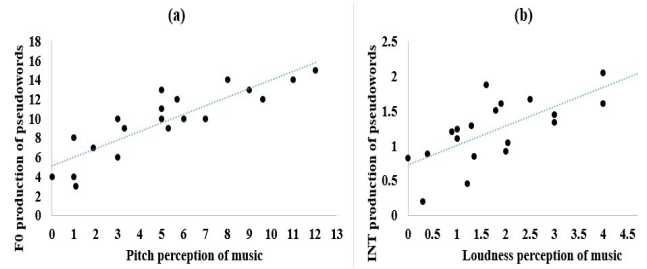 (a)
F0 production of pseudowords
18
16
14
12
10
8
6
4
2
0
0 1 2 3 4 5 6 7 8 9 10 11 12 13
Pitch perception of music
(b)
INT production of pseudowords
2.5
2
1.5
1
0.5
0
0 0.5 1 1.5 2 2.5 3 3.5 4 4.5
Loudness perception of music